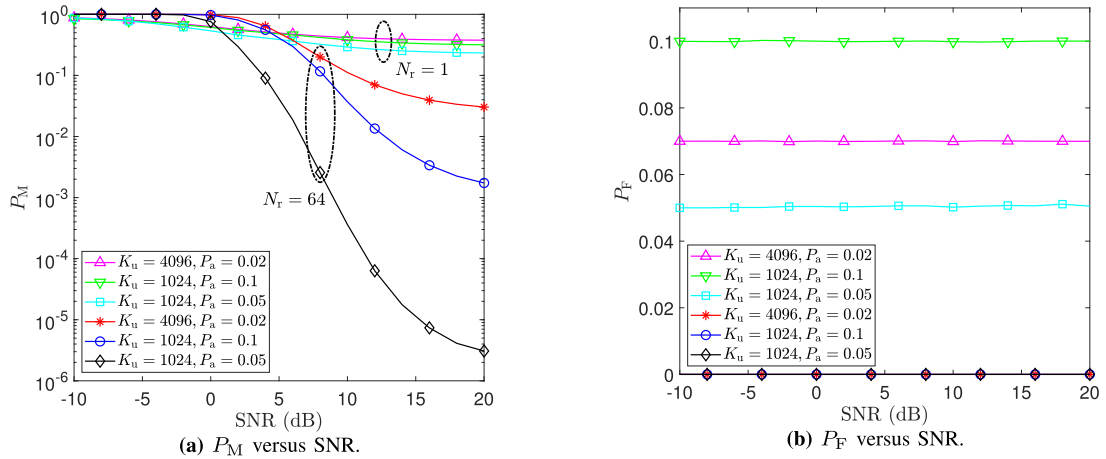 10^0
10^-1
10^-2
10^-3
10^-4
10^-5
10^-6
P_M
N_r = 1
N_r = 64
K_u = 4096, P_a = 0.02
K_u = 1024, P_a = 0.1
K_u = 1024, P_a = 0.05
K_u = 4096, P_a = 0.02
K_u = 1024, P_a = 0.1
K_u = 1024, P_a = 0.05
-10 -5 0 5 10 15 20
SNR (dB)
(a) P_M versus SNR.
0.1
0.08
0.06
0.04
0.02
0
P_F
K_u = 4096, P_a = 0.02
K_u = 1024, P_a = 0.1
K_u = 1024, P_a = 0.05
K_u = 4096, P_a = 0.02
K_u = 1024, P_a = 0.1
K_u = 1024, P_a = 0.05
-10 -5 0 5 10 15 20
SNR (dB)
(b) P_F versus SNR.